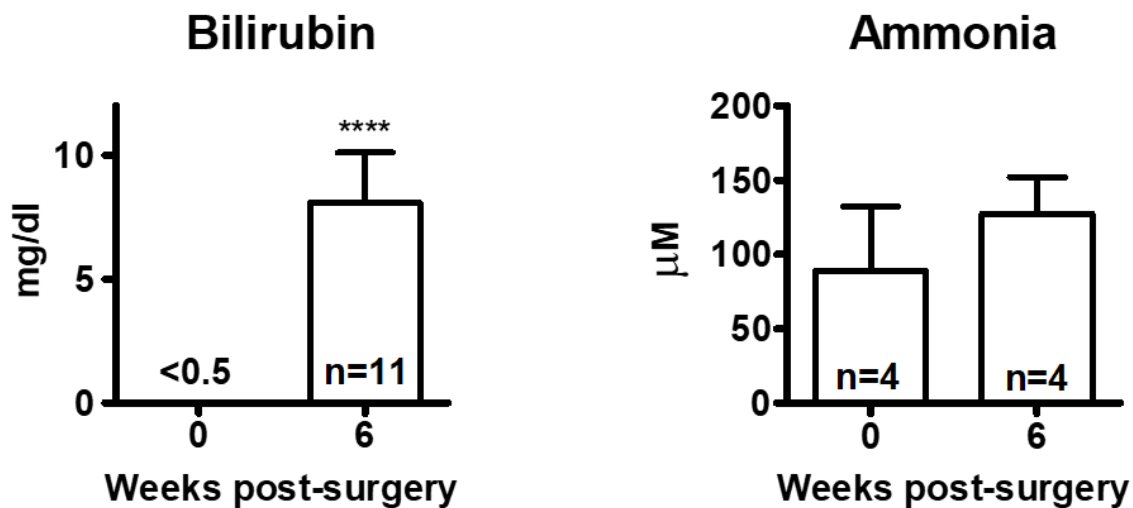 Bilirubin
mg/dl
10
5
0
****
<0.5
n=11
0
6
Weeks post-surgery
Ammonia
μM
200
150
100
50
0
n=4
n=4
0
6
Weeks post-surgery